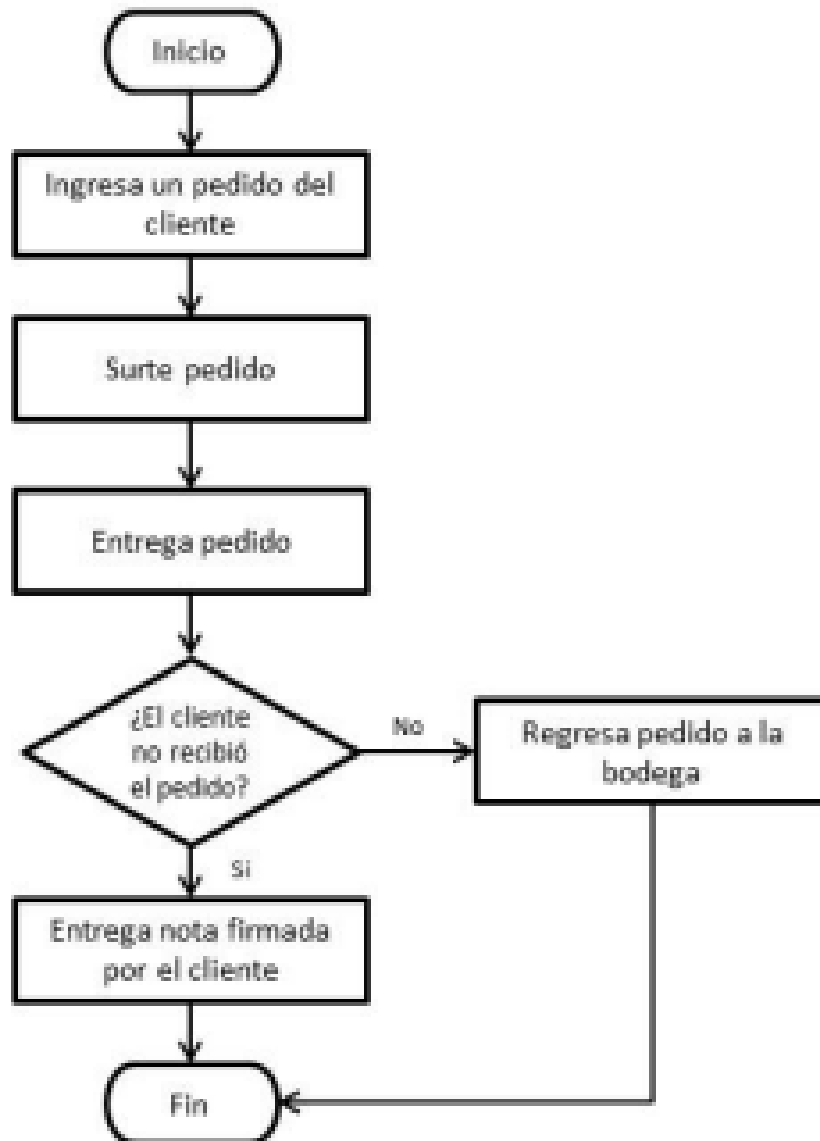 Inicio
Ingresa un pedido del
cliente
Surte pedido
Entrega pedido
¿El cliente
no recibió
el pedido?
No
Regresa pedido a la
bodega
Si
Entrega nota firmada
por el cliente
Fin